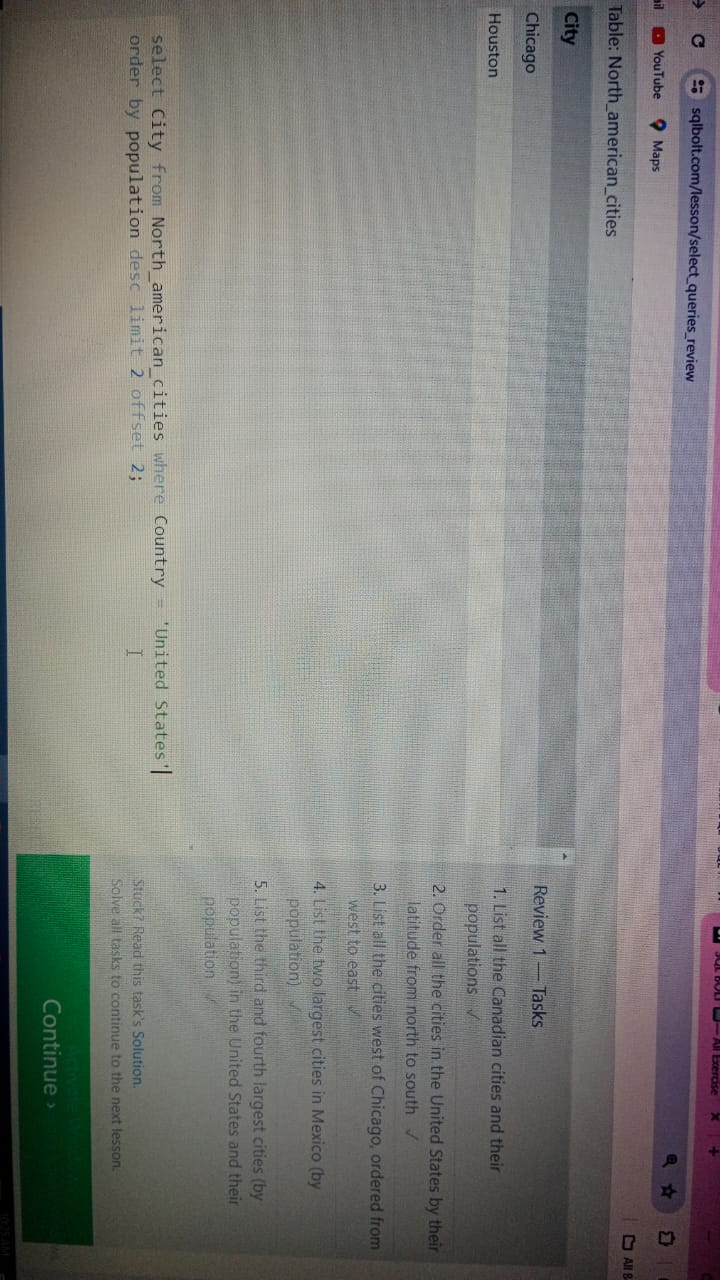 sqlbolt.com/lesson/select_queries_review
ail YouTube Maps
Table: North_american_cities
City
Chicago
Houston
Review 1 — Tasks
1. List all the Canadian cities and their
populations ✓
2. Order all the cities in the United States by their
latitude from north to south ✓
3. List all the cities west of Chicago, ordered from
west to east ✓
4. List the two largest cities in Mexico (by
population) ✓
5. List the third and fourth largest cities (by
population) in the United States and their
population ✓
select City from North_american_cities where Country = 'United States'
order by population desc limit 2 offset 2;
Stuck? Read this task's Solution.
Solve all tasks to continue to the next lesson.
Continue ›